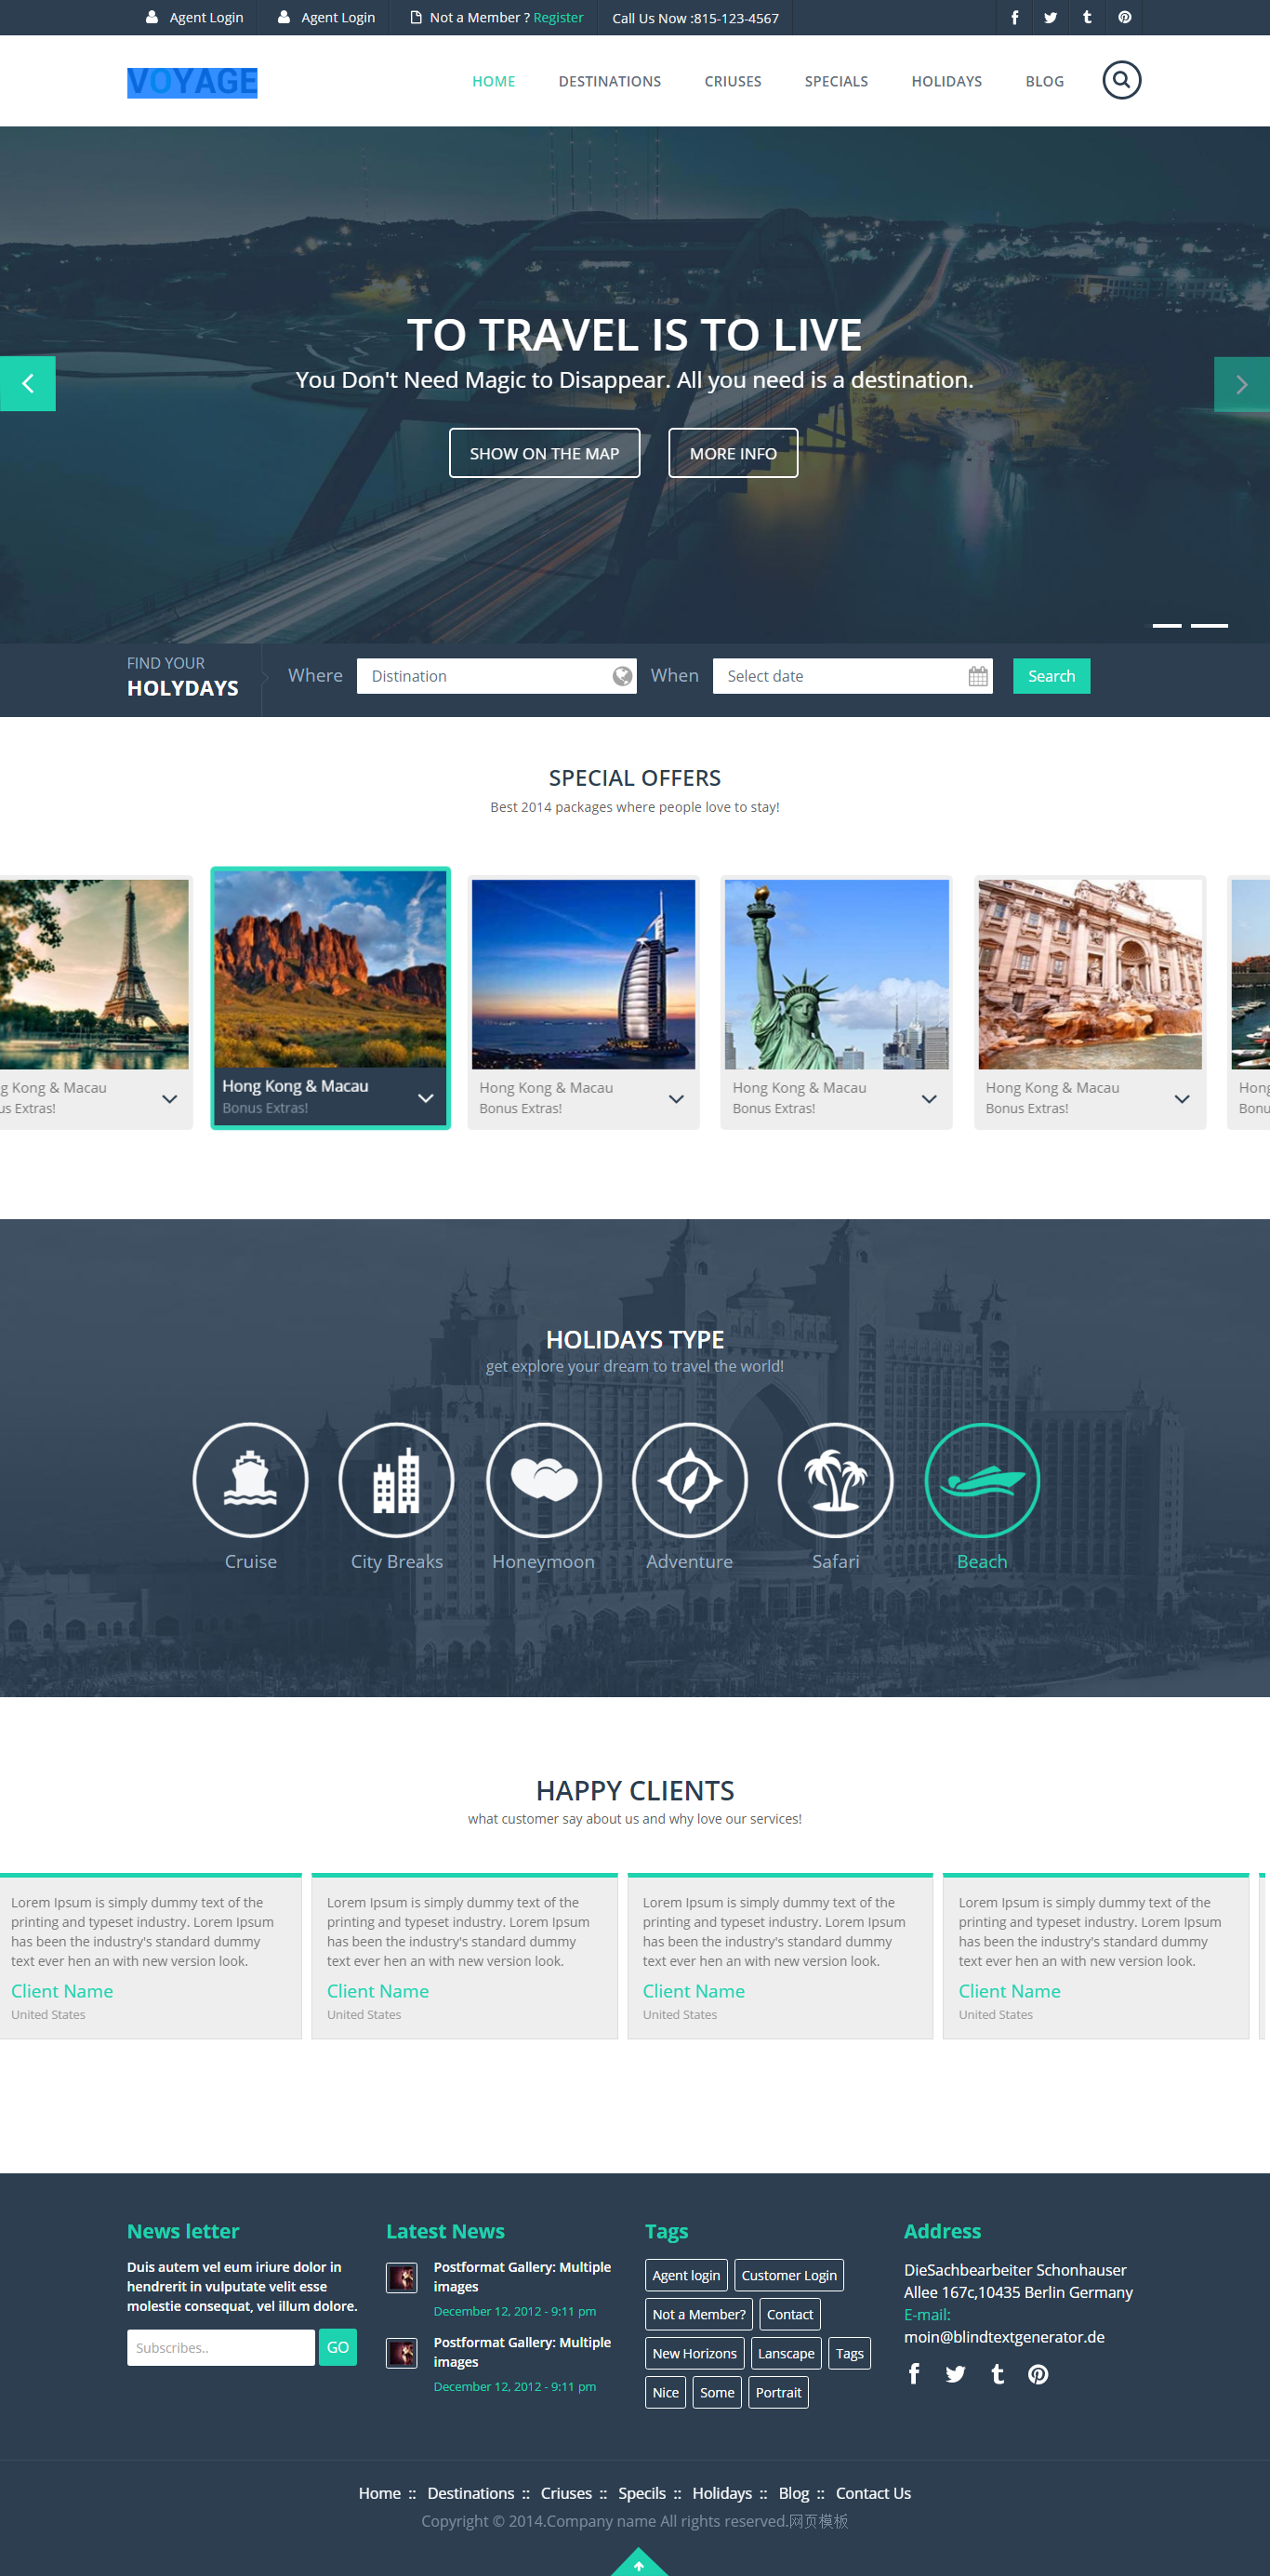 Agent Login
Agent Login
Not a Member ? Register
Call Us Now :815-123-4567
VOYAGE
HOME
DESTINATIONS
CRIUSES
SPECIALS
HOLIDAYS
BLOG
TO TRAVEL IS TO LIVE
You Don't Need Magic to Disappear. All you need is a destination.
SHOW ON THE MAP
MORE INFO
FIND YOUR
HOLYDAYS
Where
Distination
When
Select date
Search
SPECIAL OFFERS
Best 2014 packages where people love to stay!
g Kong & Macau
us Extras!
Hong Kong & Macau
Bonus Extras!
Hong Kong & Macau
Bonus Extras!
Hong Kong & Macau
Bonus Extras!
Hong Kong & Macau
Bonus Extras!
Hong
Bonu
HOLIDAYS TYPE
get explore your dream to travel the world!
Cruise
City Breaks
Honeymoon
Adventure
Safari
Beach
HAPPY CLIENTS
what customer say about us and why love our services!
Lorem Ipsum is simply dummy text of the
printing and typeset industry. Lorem Ipsum
has been the industry's standard dummy
text ever hen an with new version look.
Client Name
United States
Lorem Ipsum is simply dummy text of the
printing and typeset industry. Lorem Ipsum
has been the industry's standard dummy
text ever hen an with new version look.
Client Name
United States
Lorem Ipsum is simply dummy text of the
printing and typeset industry. Lorem Ipsum
has been the industry's standard dummy
text ever hen an with new version look.
Client Name
United States
Lorem Ipsum is simply dummy text of the
printing and typeset industry. Lorem Ipsum
has been the industry's standard dummy
text ever hen an with new version look.
Client Name
United States
News letter
Duis autem vel eum iriure dolor in
hendrerit in vulputate velit esse
molestie consequat, vel illum dolore.
Subscribes..
GO
Latest News
Postformat Gallery: Multiple
images
December 12, 2012 - 9:11 pm
Postformat Gallery: Multiple
images
December 12, 2012 - 9:11 pm
Tags
Agent login
Customer Login
Not a Member?
Contact
New Horizons
Lanscape
Tags
Nice
Some
Portrait
Address
DieSachbearbeiter Schonhauser
Allee 167c,10435 Berlin Germany
E-mail:
moin@blindtextgenerator.de
Home :: Destinations :: Criuses :: Specils :: Holidays :: Blog :: Contact Us
Copyright © 2014.Company name All rights reserved.网页模板